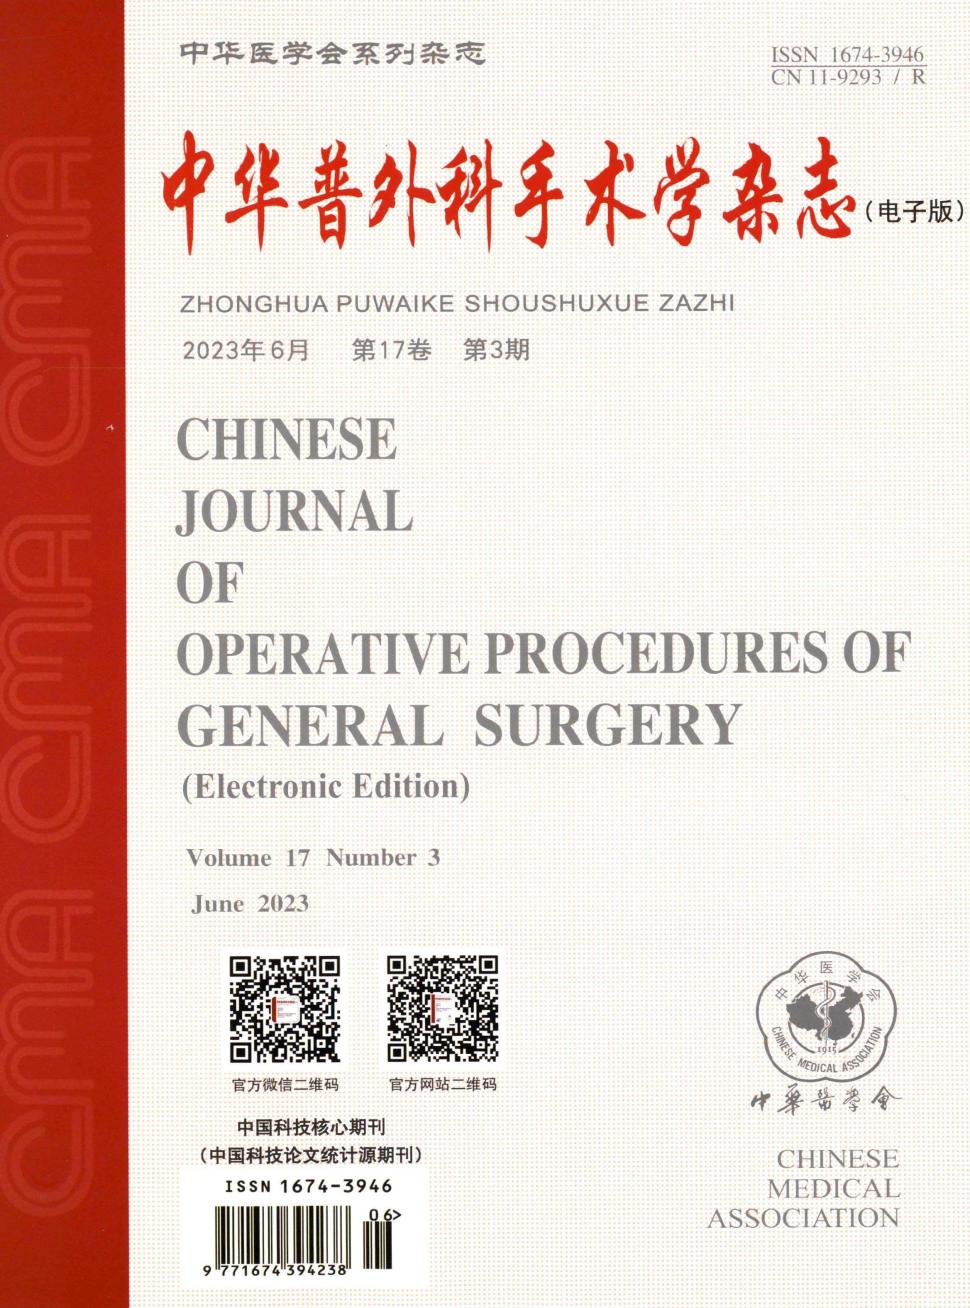 中华医学会系列杂志
ISSN 1674-3946
CN 11-9293 / R
中华普外科手术学杂志(电子版)
ZHONGHUA PUWAIKE SHOUSHUXUE ZAZHI
2023年6月 第17卷 第3期
CHINESE
JOURNAL
OF
OPERATIVE PROCEDURES OF
GENERAL SURGERY
(Electronic Edition)
Volume 17 Number 3
June 2023
CMA CMA CMA
官方微信二维码
官方网站二维码
中国科技核心期刊
(中国科技论文统计源期刊)
ISSN 1674-3946
06>
9 771674 394238
中华医学会
1915
CHINESE MEDICAL ASSOCIATION
中華醫學會
CHINESE
MEDICAL
ASSOCIATION